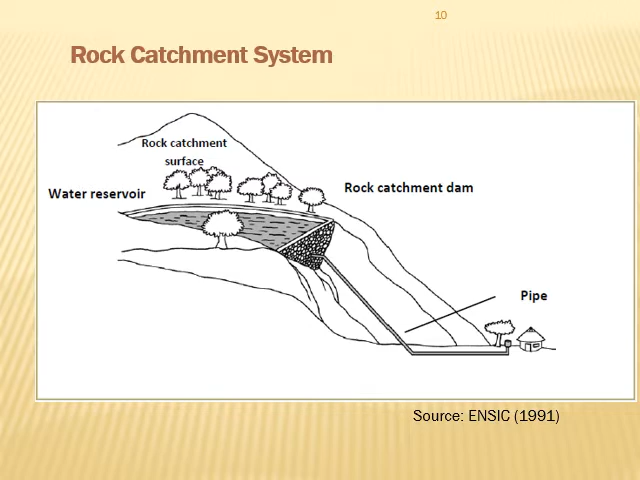 10
Rock Catchment System
Rock catchment
surface
Water reservoir
Rock catchment dam
Pipe
Source: ENSIC (1991)